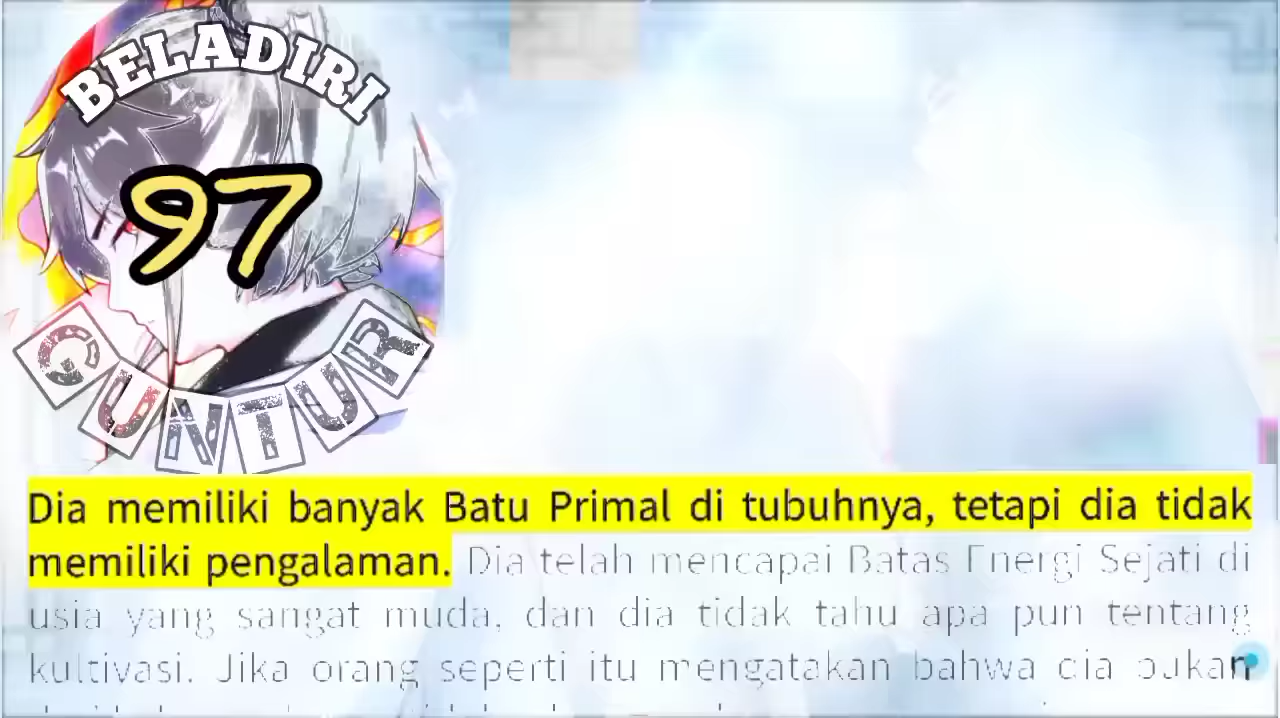 BELADIRI
97
GUNTUR
Dia memiliki banyak Batu Primal di tubuhnya, tetapi dia tidak
memiliki pengalaman. Dia telah mencapai Batas Energi Sejati di
usia yang sangat muda, dan dia tidak tahu apa pun tentang
kultivasi. Jika orang seperti itu mengatakan bahwa dia bukan